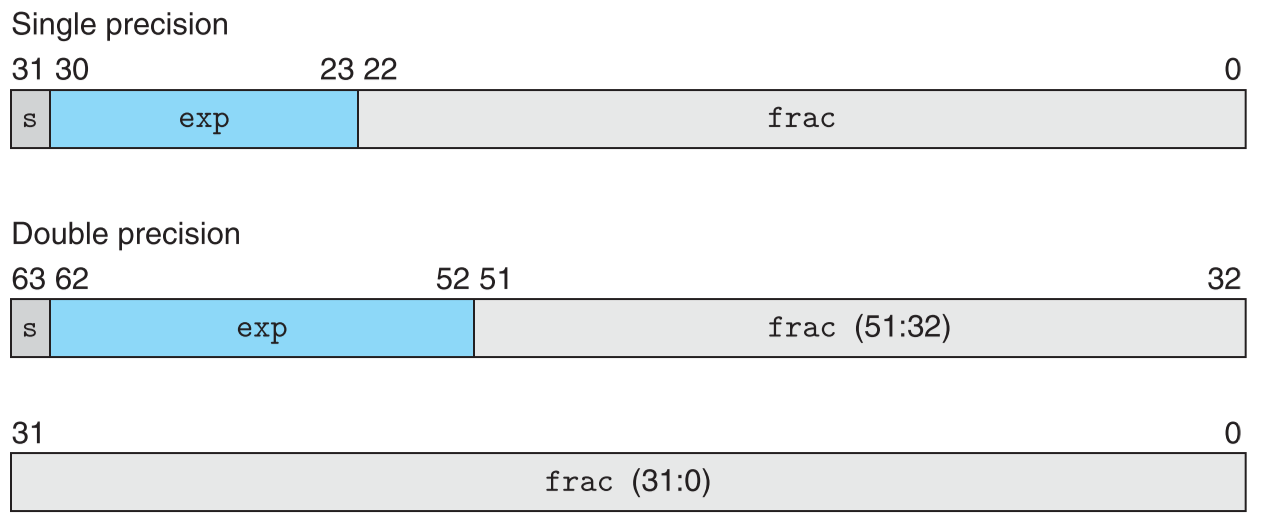 Single precision
31 30 23 22 0
s exp frac
Double precision
63 62 52 51 32
s exp frac (51:32)
31 0
frac (31:0)